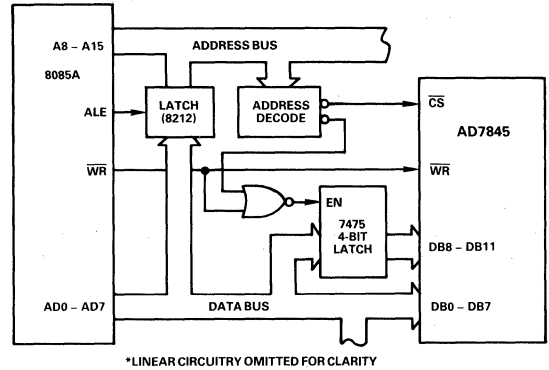 A8 – A15
ADDRESS BUS
8085A
ALE
LATCH
(8212)
ADDRESS
DECODE
CS
AD7845
WR
WR
EN
7475
4-BIT
LATCH
DB8 – DB11
AD0 – AD7
DATA BUS
DB0 – DB7
*LINEAR CIRCUITRY OMITTED FOR CLARITY